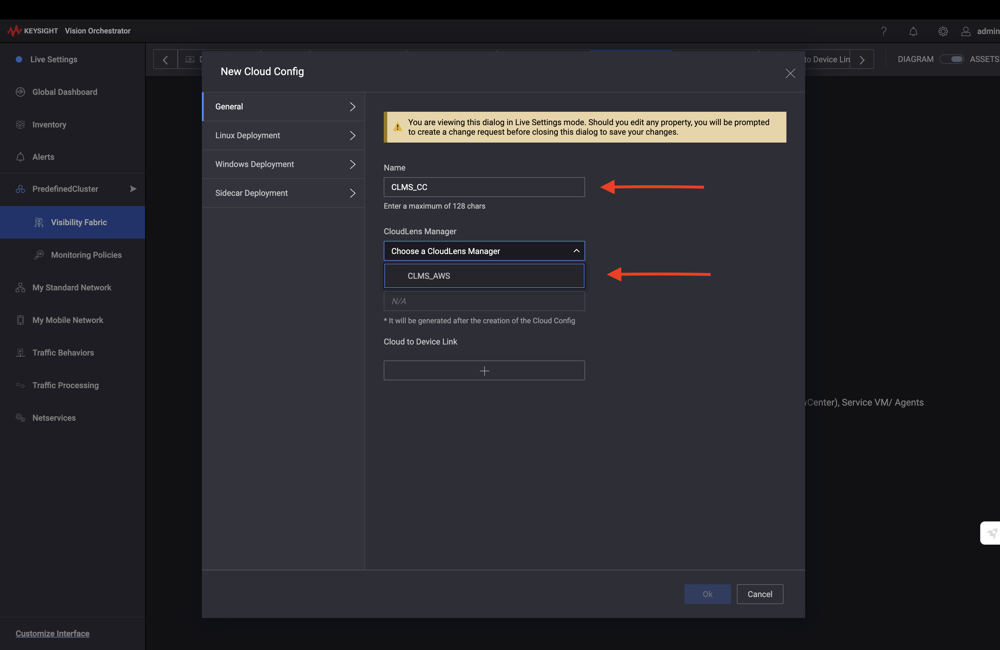 KEYSIGHT Vision Orchestrator
admin
Live Settings
Global Dashboard
Inventory
Alerts
PredefinedCluster
Visibility Fabric
Monitoring Policies
My Standard Network
My Mobile Network
Traffic Behaviors
Traffic Processing
Netservices
Customize Interface
to Device Lin
DIAGRAM
ASSETS
New Cloud Config
General
Linux Deployment
Windows Deployment
Sidecar Deployment
You are viewing this dialog in Live Settings mode. Should you edit any property, you will be prompted
to create a change request before closing this dialog to save your changes.
Name
CLMS_CC
Enter a maximum of 128 chars
CloudLens Manager
Choose a CloudLens Manager
CLMS_AWS
N/A
* It will be generated after the creation of the Cloud Config
Cloud to Device Link
vCenter), Service VM/ Agents
Ok
Cancel